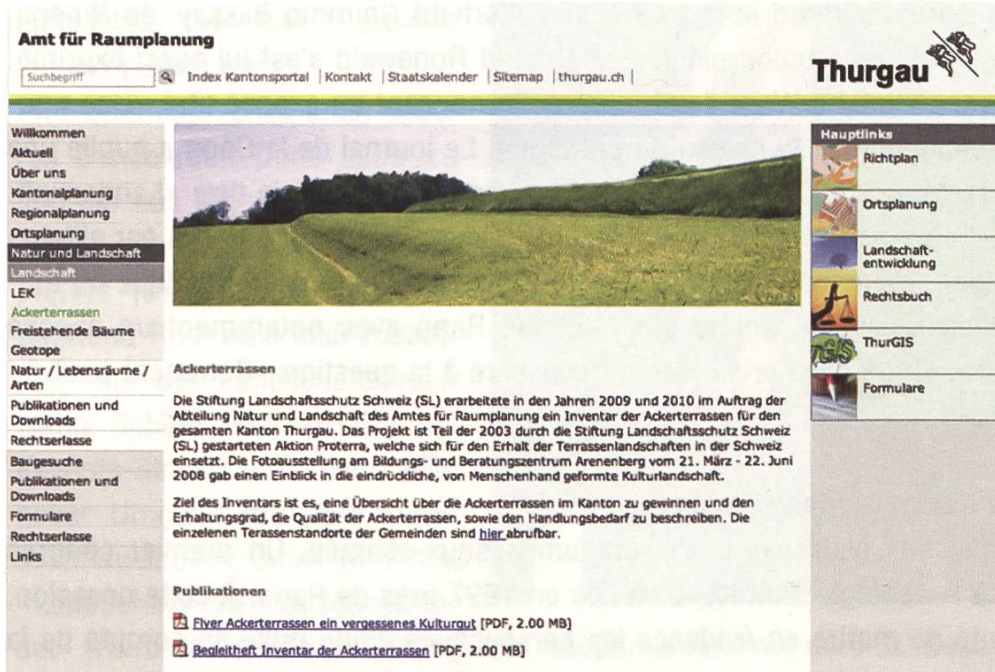 Amt für Raumplanung
Suchbegriff
Index Kantonsportal | Kontakt | Staatskalender | Sitemap | thurgau.ch |
Thurgau
Willkommen
Aktuell
Über uns
Kantonalplanung
Regionalplanung
Ortsplanung
Natur und Landschaft
Landschaft
LEK
Ackerterrassen
Freistehende Bäume
Geotope
Natur / Lebensräume /
Arten
Publikationen und
Downloads
Rechtserlasse
Baugesuche
Publikationen und
Downloads
Formulare
Rechtserlasse
Links
Ackerterrassen
Die Stiftung Landschaftsschutz Schweiz (SL) erarbeitete in den Jahren 2009 und 2010 im Auftrag der
Abteilung Natur und Landschaft des Amtes für Raumplanung ein Inventar der Ackerterrassen für den
gesamten Kanton Thurgau. Das Projekt ist Teil der 2003 durch die Stiftung Landschaftsschutz Schweiz
(SL) gestarteten Aktion Proterra, welche sich für den Erhalt der Terrassenlandschaften in der Schweiz
einsetzt. Die Fotoausstellung am Bildungs- und Beratungszentrum Arenenberg vom 21. März - 22. Juni
2008 gab einen Einblick in die eindrückliche, von Menschenhand geformte Kulturlandschaft.
Ziel des Inventars ist es, eine Übersicht über die Ackerterrassen im Kanton zu gewinnen und den
Erhaltungsgrad, die Qualität der Ackerterrassen, sowie den Handlungsbedarf zu beschreiben. Die
einzelenen Terassenstandorte der Gemeinden sind hier abrufbar.
Publikationen
Flyer Ackerterrassen ein vergessenes Kulturgut [PDF, 2.00 MB]
Begleitheft Inventar der Ackerterrassen [PDF, 2.00 MB]
Hauptlinks
Richtplan
Ortsplanung
Landschaft-
entwicklung
Rechtsbuch
ThurGIS
Formulare